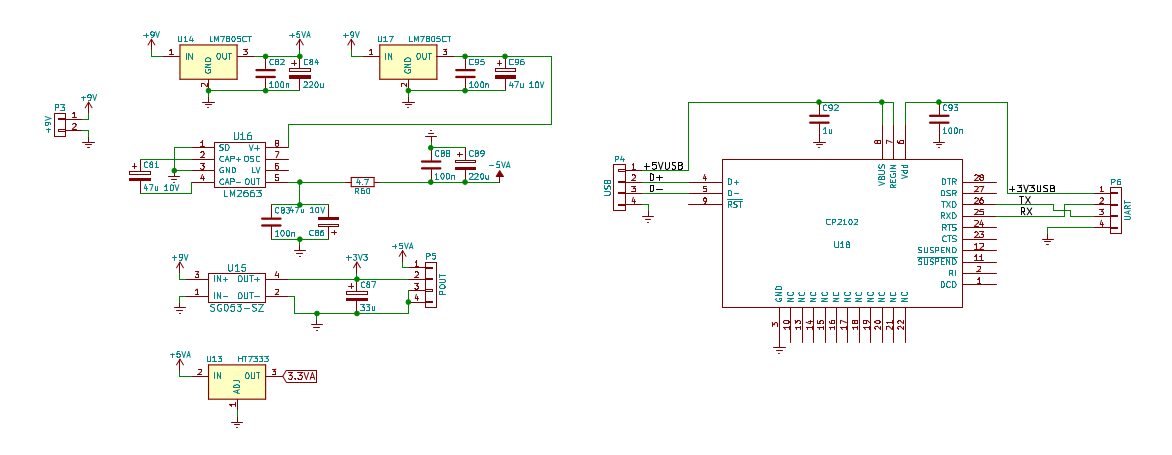 +9V
U14
LM7805CT
+5VA
1
IN
OUT
3
GND
2
C82
100n
C84
220u
+9V
U17
LM7805CT
1
IN
OUT
3
GND
2
C95
100n
C96
47u 10V
P3
+9V
1
2
+9V
U16
1
SD
V+
8
2
CAP+
OSC
7
3
GND
LV
6
4
CAP-
OUT
5
LM2663
C81
47u 10V
4.7
R60
C88
100n
C89
220u
-5VA
C83
100n
47u 10V
C86
+9V
U15
3
IN+
OUT+
4
1
IN-
OUT-
2
SG053-SZ
+3V3
C87
33u
+5VA
P5
1
2
3
4
POUT
+5VA
U13
HT7333
2
IN
OUT
3
ADJ
1
3.3VA
P4
USB
1
2
3
4
+5VUSB
D+
D-
C92
1u
C93
100n
8
7
6
VBUS
REGIN
Vdd
4
D+
5
D-
9
RST
CP2102
U18
DTR
28
DSR
27
TXD
26
RXD
25
RTS
24
CTS
23
SUSPEND
12
SUSPEND
11
RI
2
DCD
1
GND
NC
NC
NC
NC
NC
NC
NC
NC
NC
NC
NC
3
10
13
14
15
16
17
18
19
20
21
22
+3V3USB
TX
RX
P6
1
2
3
4
UART